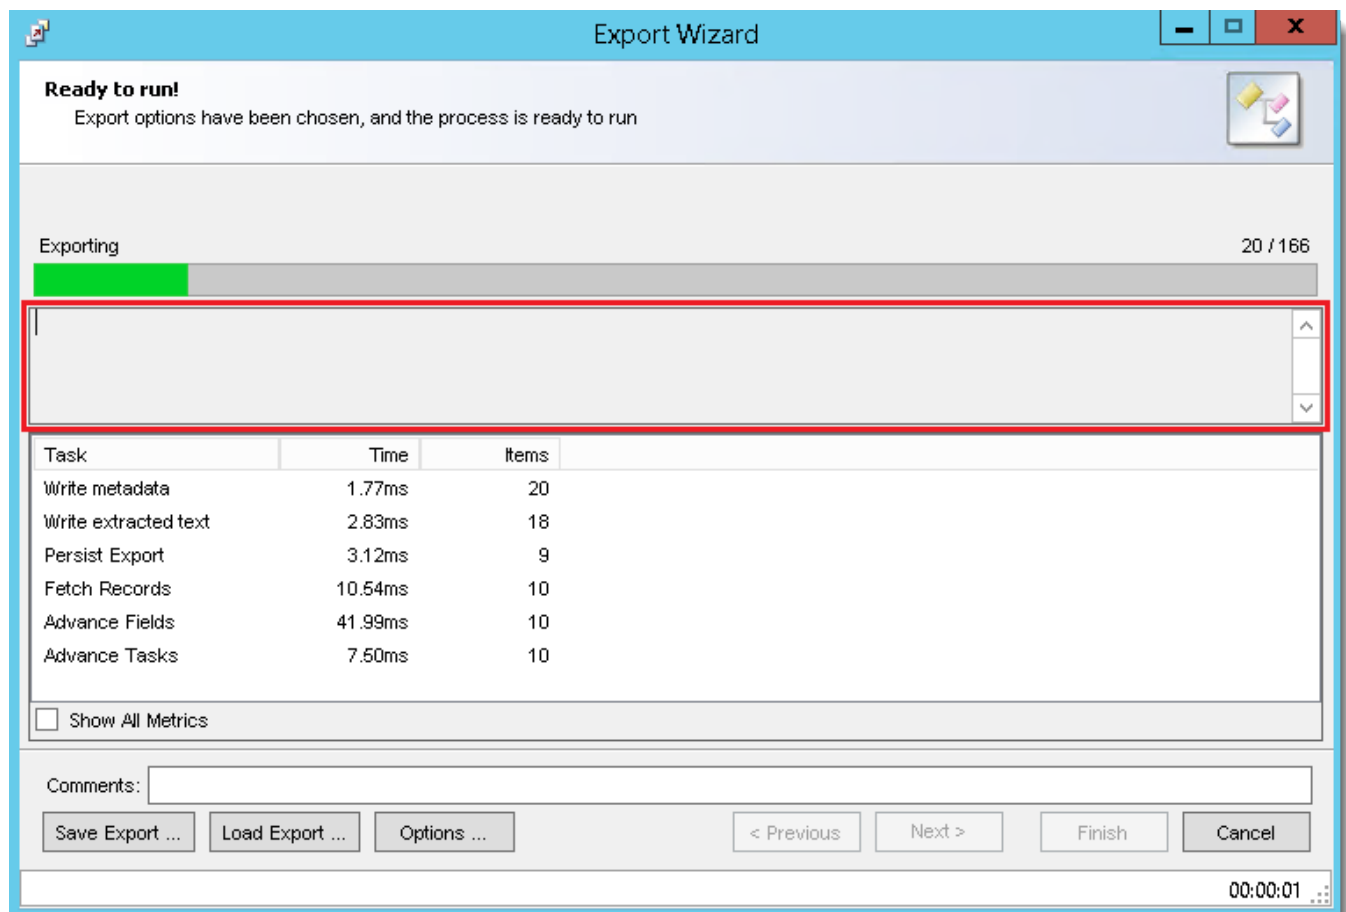 Export Wizard
Ready to run!
Export options have been chosen, and the process is ready to run
Exporting 20 / 166
Task Time Items
Write metadata 1.77ms 20
Write extracted text 2.83ms 18
Persist Export 3.12ms 9
Fetch Records 10.54ms 10
Advance Fields 41.99ms 10
Advance Tasks 7.50ms 10
Show All Metrics
Comments:
Save Export ... Load Export ... Options ... < Previous Next > Finish Cancel
00:00:01